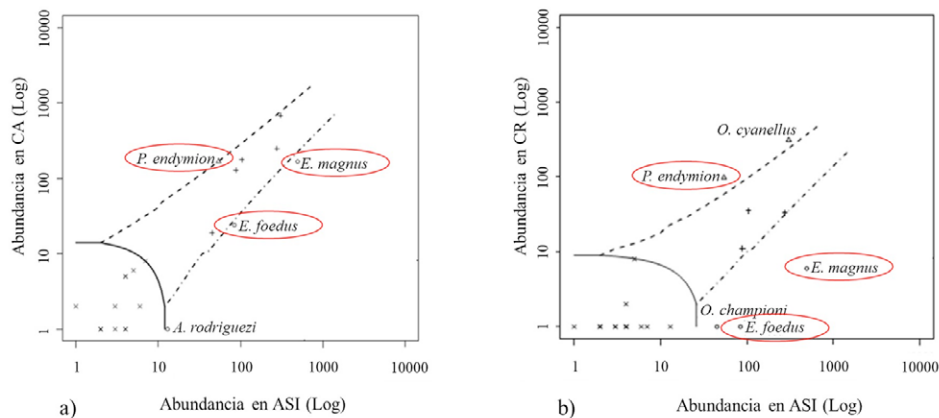 10000
1000
100
10
1
Abundancia en CA (Log)
P. endymion
E. magnus
E. foedus
A. rodriguezi
1 10 100 1000 10000
a) Abundancia en ASI (Log)
10000
1000
100
10
1
Abundancia en CR (Log)
O. cyanellus
P. endymion
E. magnus
O. championi
E. foedus
1 10 100 1000 10000
b) Abundancia en ASI (Log)